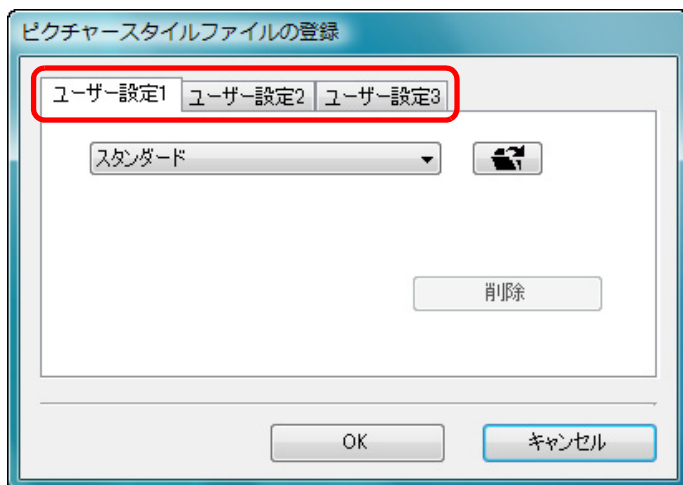 ピクチャースタイルファイルの登録
ユーザー設定1 ユーザー設定2 ユーザー設定3
スタンダード
削除
OK キャンセル